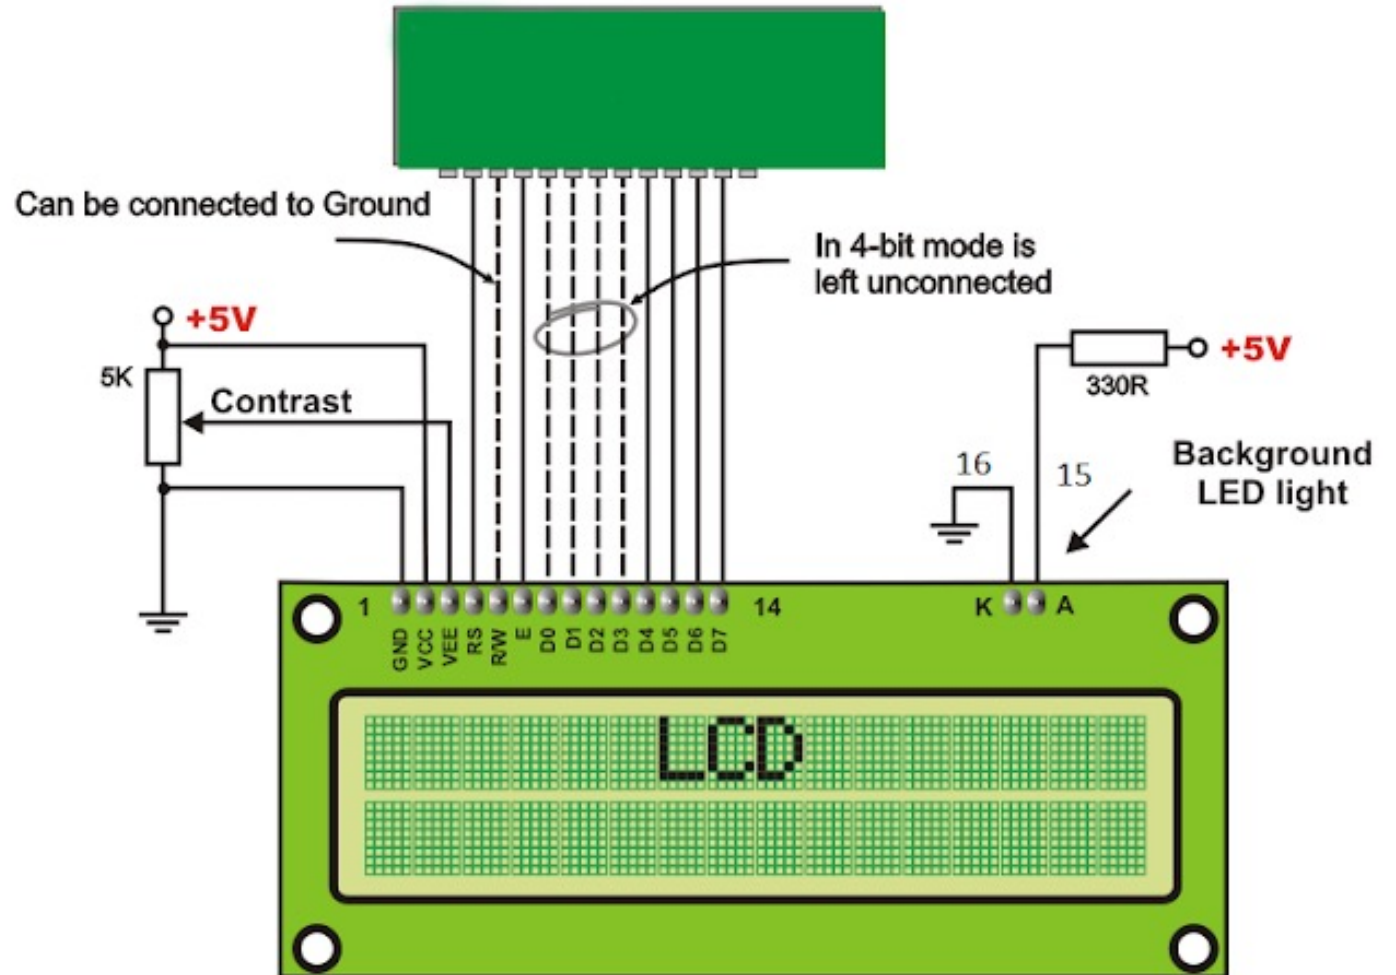 Can be connected to Ground
In 4-bit mode is
left unconnected
+5V
5K
Contrast
+5V
330R
16
15
Background
LED light
1
14
K
A
GND
VCC
VEE
RS
R/W
E
D0
D1
D2
D3
D4
D5
D6
D7
LCD